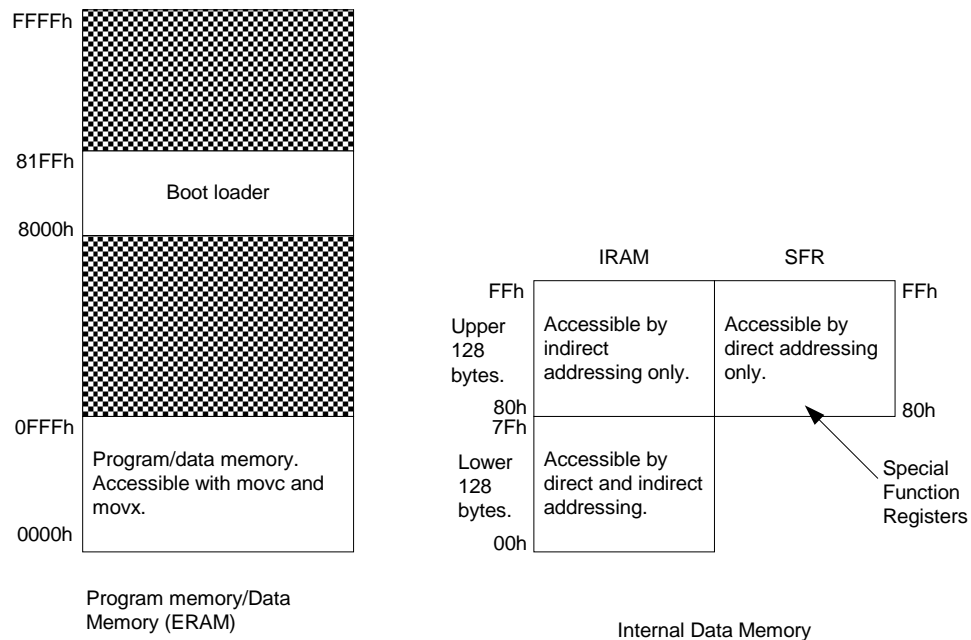 FFFFh
81FFh
Boot loader
8000h
0FFFh
Program/data memory.
Accessible with movc and
movx.
0000h
Program memory/Data
Memory (ERAM)
IRAM
SFR
FFh
FFh
Upper
128
bytes.
Accessible by
indirect
addressing only.
Accessible by
direct addressing
only.
80h
80h
7Fh
Lower
128
bytes.
Accessible by
direct and indirect
addressing.
Special
Function
Registers
00h
Internal Data Memory